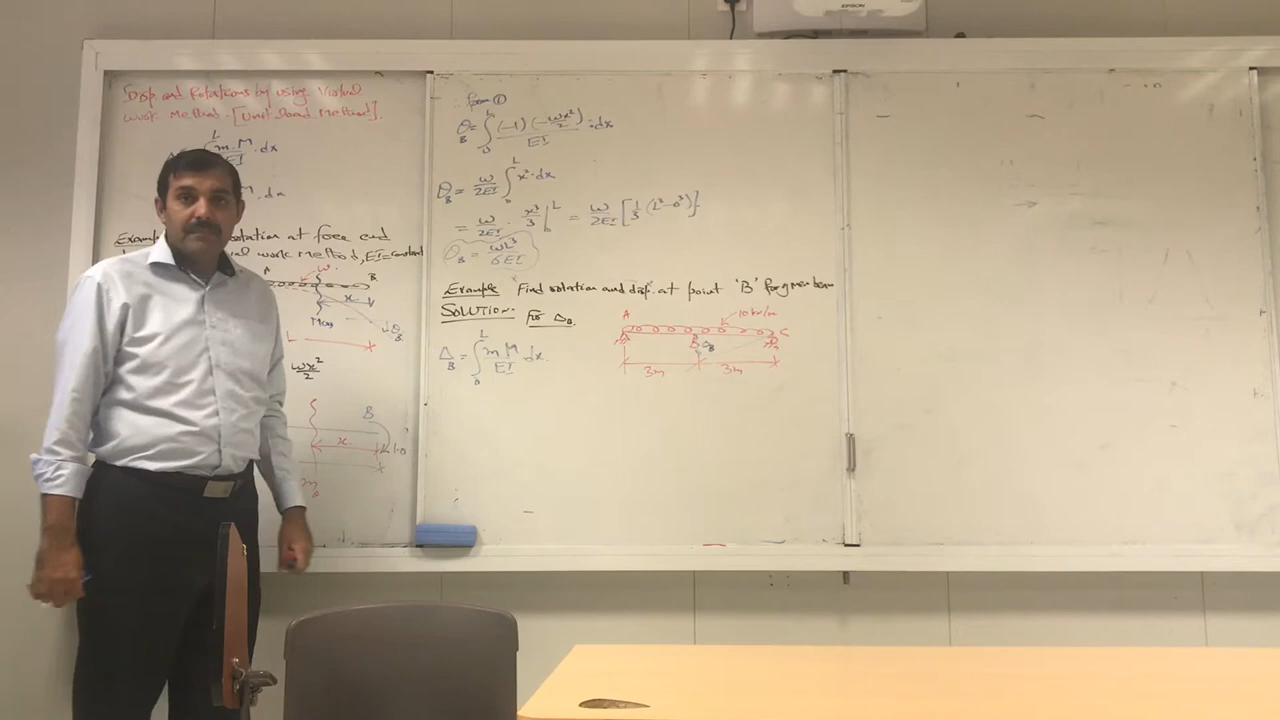 EPSON
Disp. and Rotations by using Virtual
Work Method. [Unit load Method].
L
m.M
EI
. dx
M . dx
Example rotation at force end
work method, EI=constant
A w B
x
θB
L
wx²
2
B
x
1.0
from ①
θB = ∫₀ᴸ (-1) (-wx²/2) / EI . dx
θB = w/2EI ∫₀ᴸ x² dx
= w/2EI . x³/3 |₀ᴸ = w/2EI [1/3 (L³-0³)]
θB = wL³/6EI
Example Find rotation and disp. at point 'B' for given beam
SOLUTION. For ΔB
ΔB = ∫₀ᴸ m M / EI dx.
10 kN/m
A B ΔB C
3m 3m